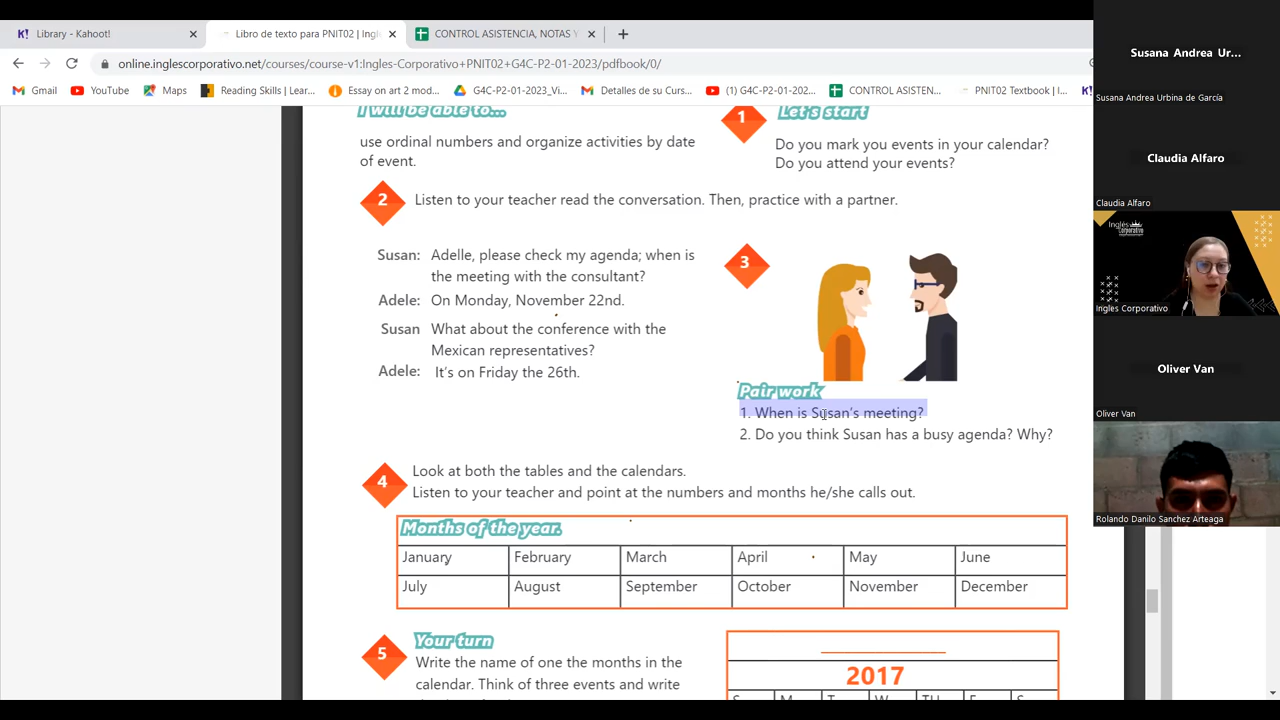 Library - Kahoot!
Libro de texto para PNIT02 | Ingl
CONTROL ASISTENCIA, NOTAS Y
online.inglescorporativo.net/courses/course-v1:Ingles-Corporativo+PNIT02+G4C-P2-01-2023/pdfbook/0/
Gmail
YouTube
Maps
Reading Skills | Lear...
Essay on art 2 mod...
G4C-P2-01-2023_Vi...
Detalles de su Curs...
(1) G4C-P2-01-202...
CONTROL ASISTEN...
PNIT02 Textbook | I...
I will be able to...
use ordinal numbers and organize activities by date
of event.
1
Let's start
Do you mark you events in your calendar?
Do you attend your events?
2
Listen to your teacher read the conversation. Then, practice with a partner.
Susan: Adelle, please check my agenda; when is
the meeting with the consultant?
Adele: On Monday, November 22nd.
Susan What about the conference with the
Mexican representatives?
Adele: It's on Friday the 26th.
3
Pair work
1. When is Susan's meeting?
2. Do you think Susan has a busy agenda? Why?
4
Look at both the tables and the calendars.
Listen to your teacher and point at the numbers and months he/she calls out.
Months of the year.
January February March April May June
July August September October November December
5
Your turn
Write the name of one the months in the
calendar. Think of three events and write
2017
S M T W TH F S
Susana Andrea Ur...
Susana Andrea Urbina de García
Claudia Alfaro
Claudia Alfaro
Inglés
Corporativo
Ingles Corporativo
Oliver Van
Oliver Van
Rolando Danilo Sanchez Arteaga